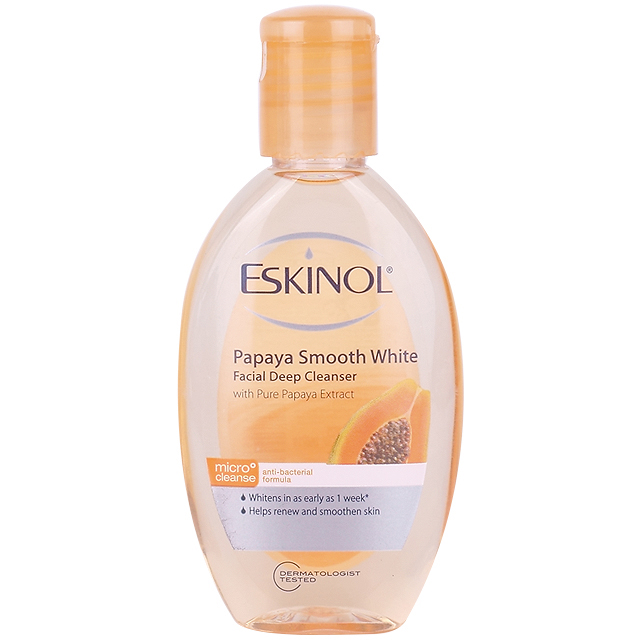 ESKINOL®
Papaya Smooth White
Facial Deep Cleanser
with Pure Papaya Extract
micro°
cleanse
anti-bacterial
formula
Whitens in as early as 1 week*
Helps renew and smoothen skin
DERMATOLOGIST
TESTED